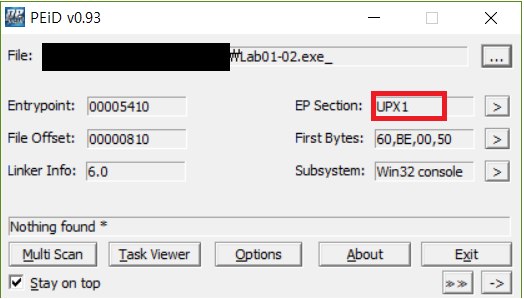 PEiD v0.93
File: ₩Lab01-02.exe_ ...
Entrypoint: 00005410 EP Section: UPX1 >
File Offset: 00000810 First Bytes: 60,BE,00,50 >
Linker Info: 6.0 Subsystem: Win32 console >
Nothing found *
Multi Scan Task Viewer Options About Exit
Stay on top >> ->